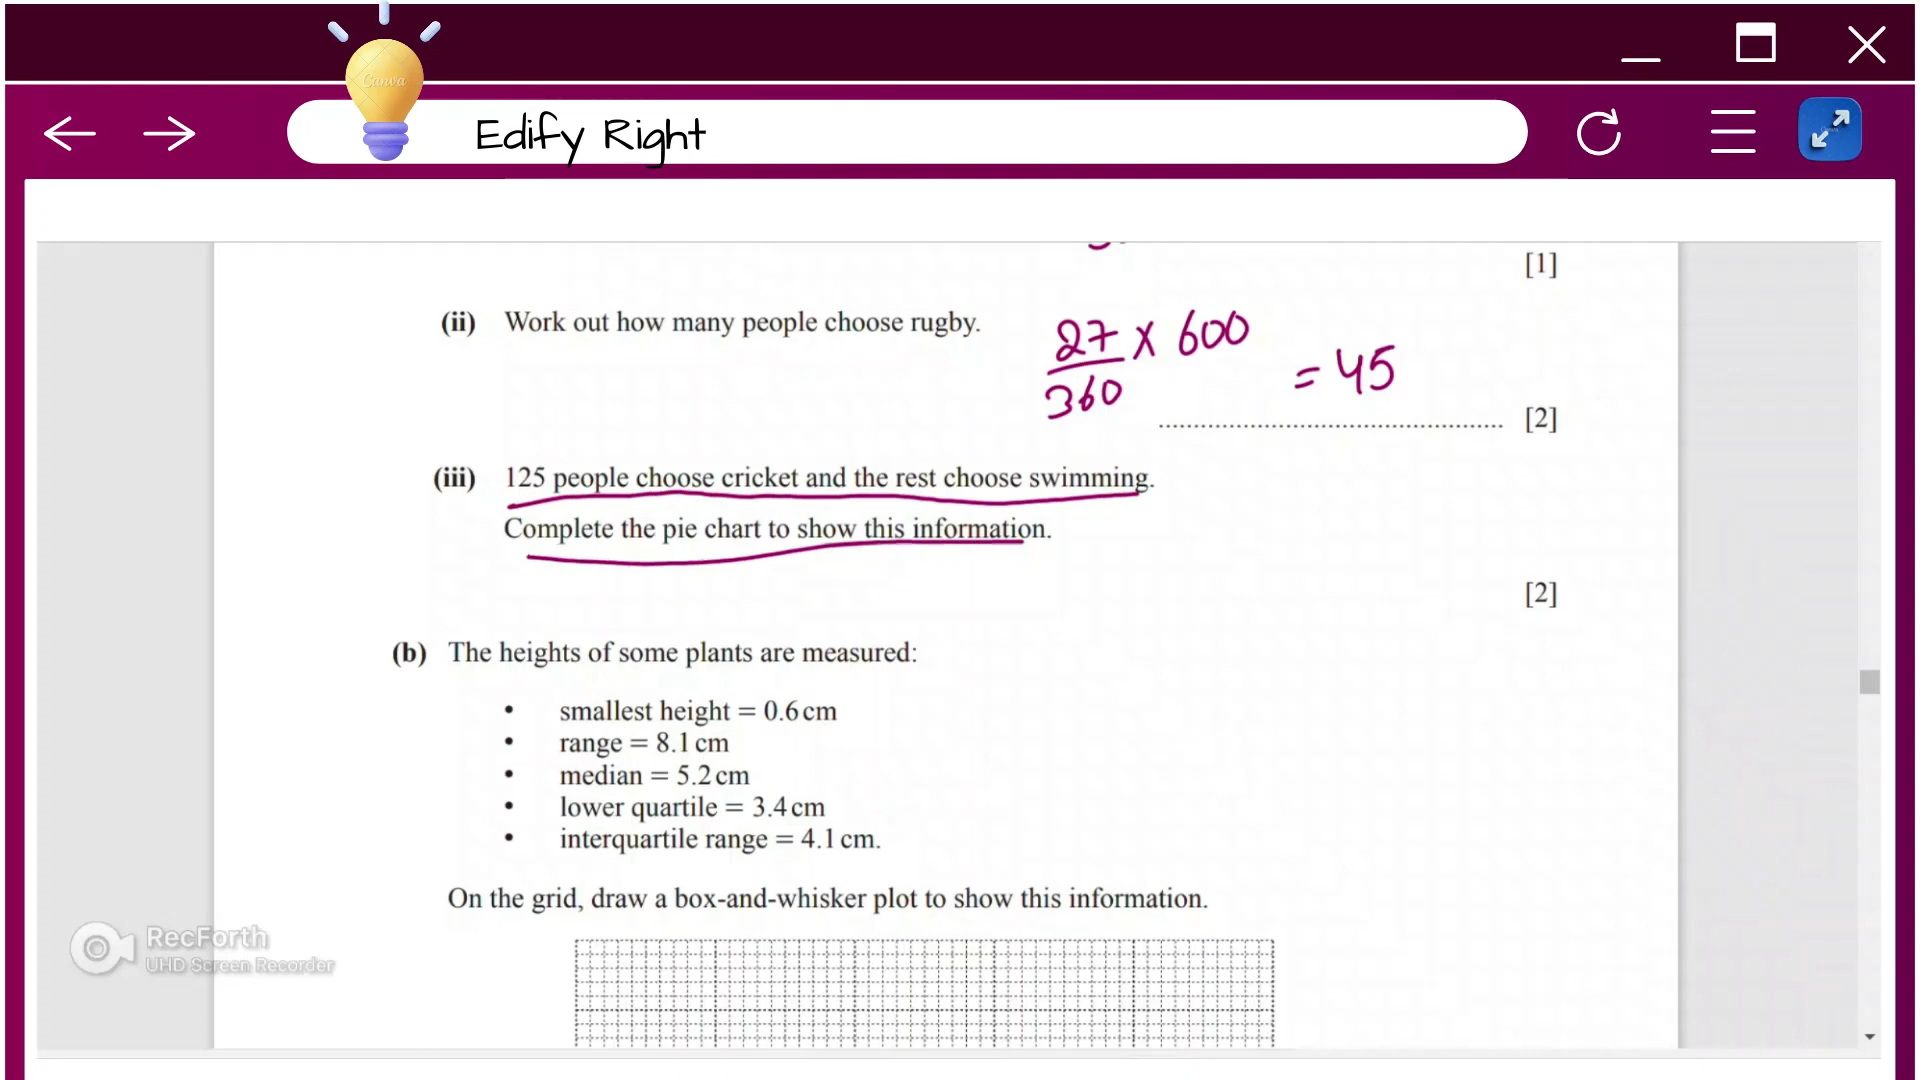 Canva
Edify Right
[1]
(ii) Work out how many people choose rugby.
27/360 x 600
= 45
[2]
(iii) 125 people choose cricket and the rest choose swimming.
Complete the pie chart to show this information.
[2]
(b) The heights of some plants are measured:
• smallest height = 0.6 cm
• range = 8.1 cm
• median = 5.2 cm
• lower quartile = 3.4 cm
• interquartile range = 4.1 cm.
On the grid, draw a box-and-whisker plot to show this information.
RecForth
UHD Screen Recorder